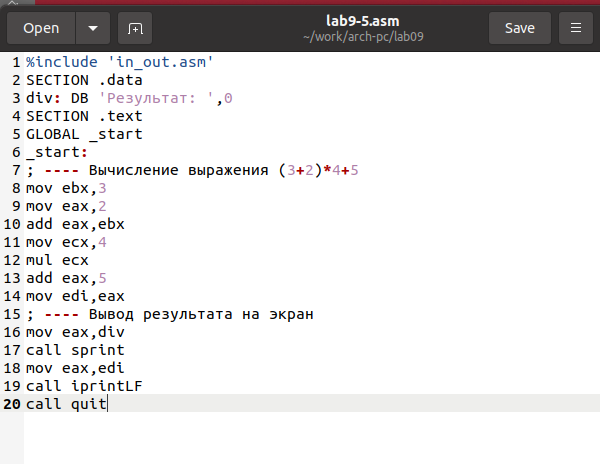 Open
lab9-5.asm
~/work/arch-pc/lab09
Save
1 %include 'in_out.asm'
2 SECTION .data
3 div: DB 'Результат: ',0
4 SECTION .text
5 GLOBAL _start
6 _start:
7 ; ---- Вычисление выражения (3+2)*4+5
8 mov ebx,3
9 mov eax,2
10 add eax,ebx
11 mov ecx,4
12 mul ecx
13 add eax,5
14 mov edi,eax
15 ; ---- Вывод результата на экран
16 mov eax,div
17 call sprint
18 mov eax,edi
19 call iprintLF
20 call quit